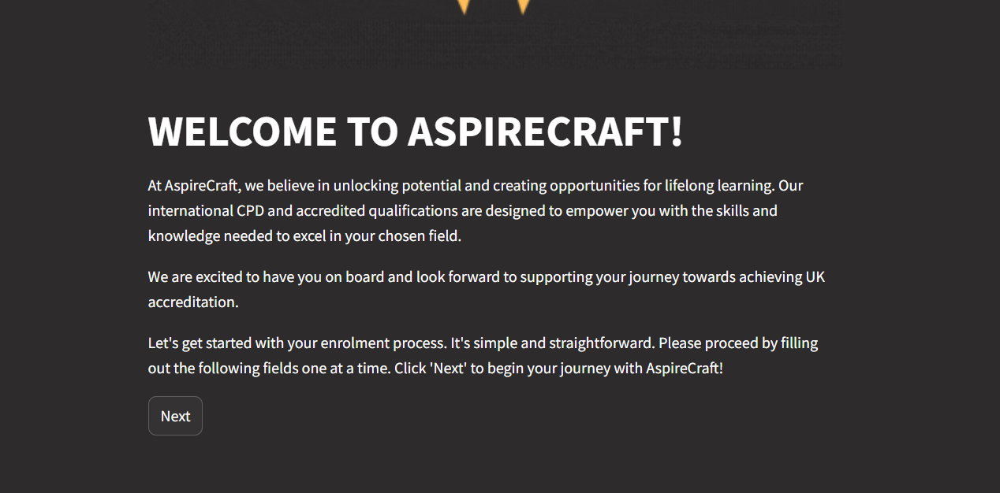 WELCOME TO ASPIRECRAFT!
At AspireCraft, we believe in unlocking potential and creating opportunities for lifelong learning. Our
international CPD and accredited qualifications are designed to empower you with the skills and
knowledge needed to excel in your chosen field.
We are excited to have you on board and look forward to supporting your journey towards achieving UK
accreditation.
Let's get started with your enrolment process. It's simple and straightforward. Please proceed by filling
out the following fields one at a time. Click 'Next' to begin your journey with AspireCraft!
Next